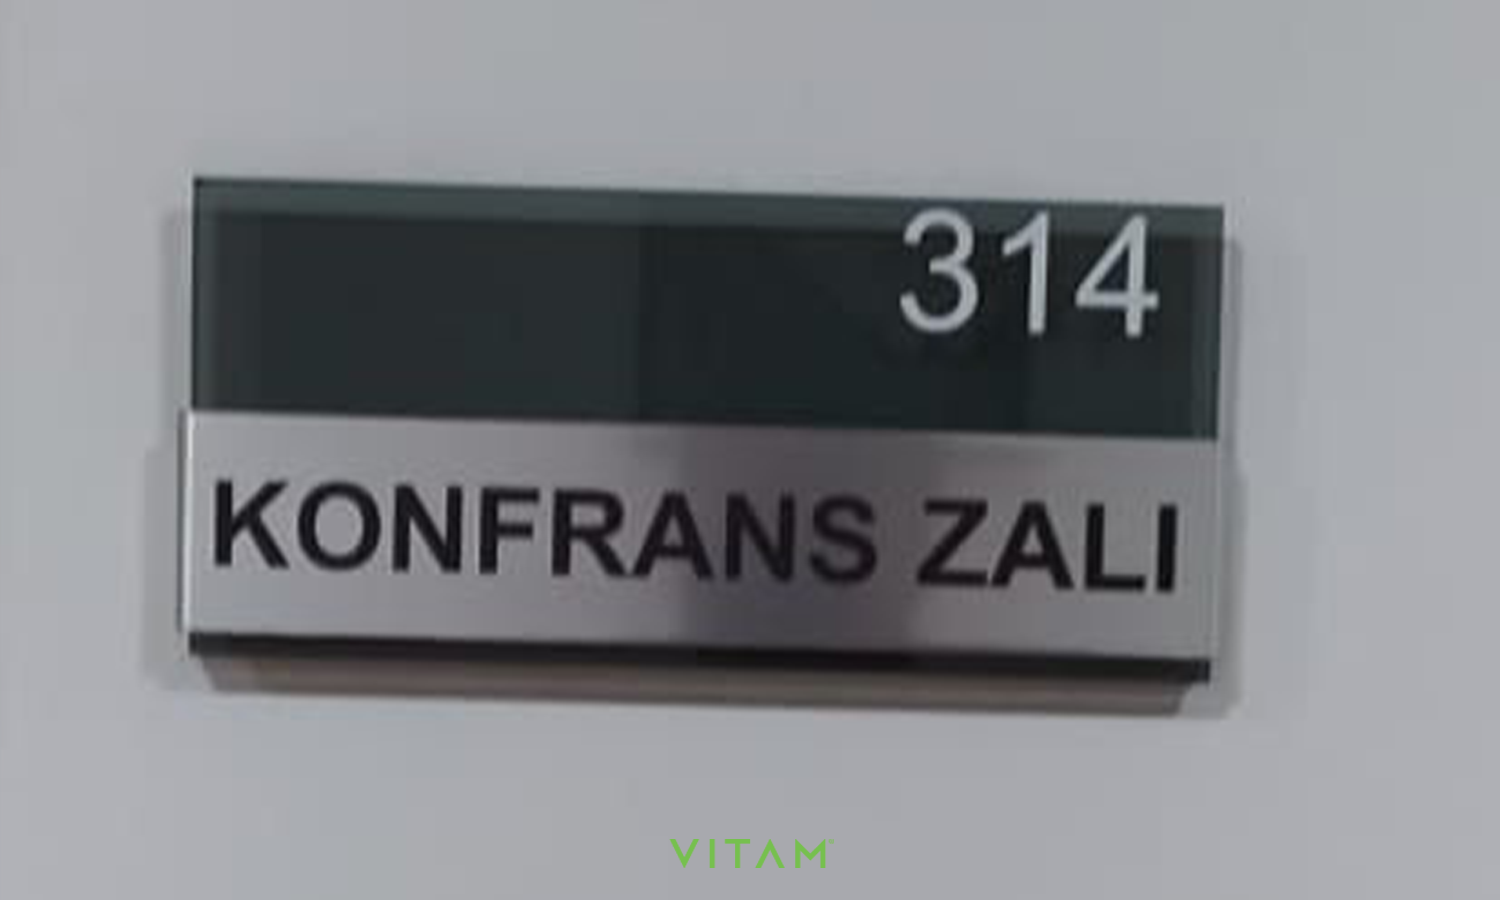 314
KONFRANS ZALI
VITAM